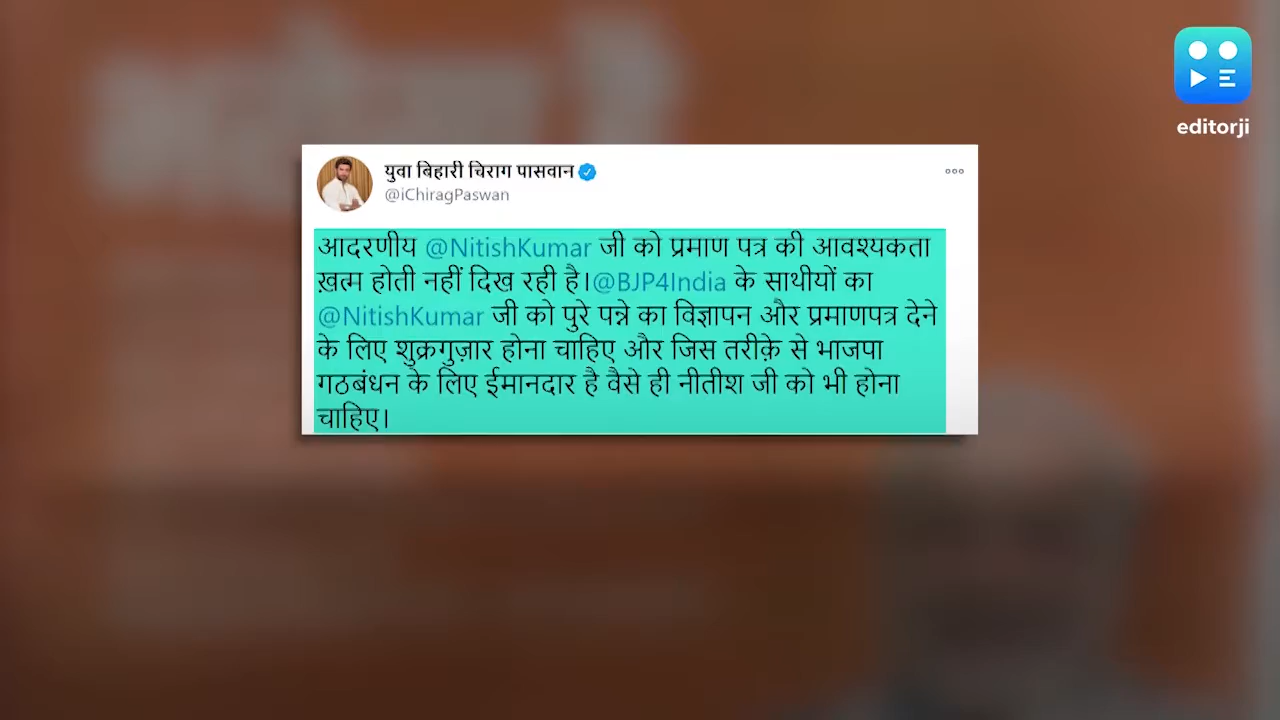 editorji
युवा बिहारी चिराग पासवान
@iChiragPaswan
आदरणीय @NitishKumar जी को प्रमाण पत्र की आवश्यकता
ख़त्म होती नहीं दिख रही है।@BJP4India के साथीयों का
@NitishKumar जी को पुरे पन्ने का विज्ञापन और प्रमाणपत्र देने
के लिए शुक्रगुज़ार होना चाहिए और जिस तरीक़े से भाजपा
गठबंधन के लिए ईमानदार है वैसे ही नीतीश जी को भी होना
चाहिए।